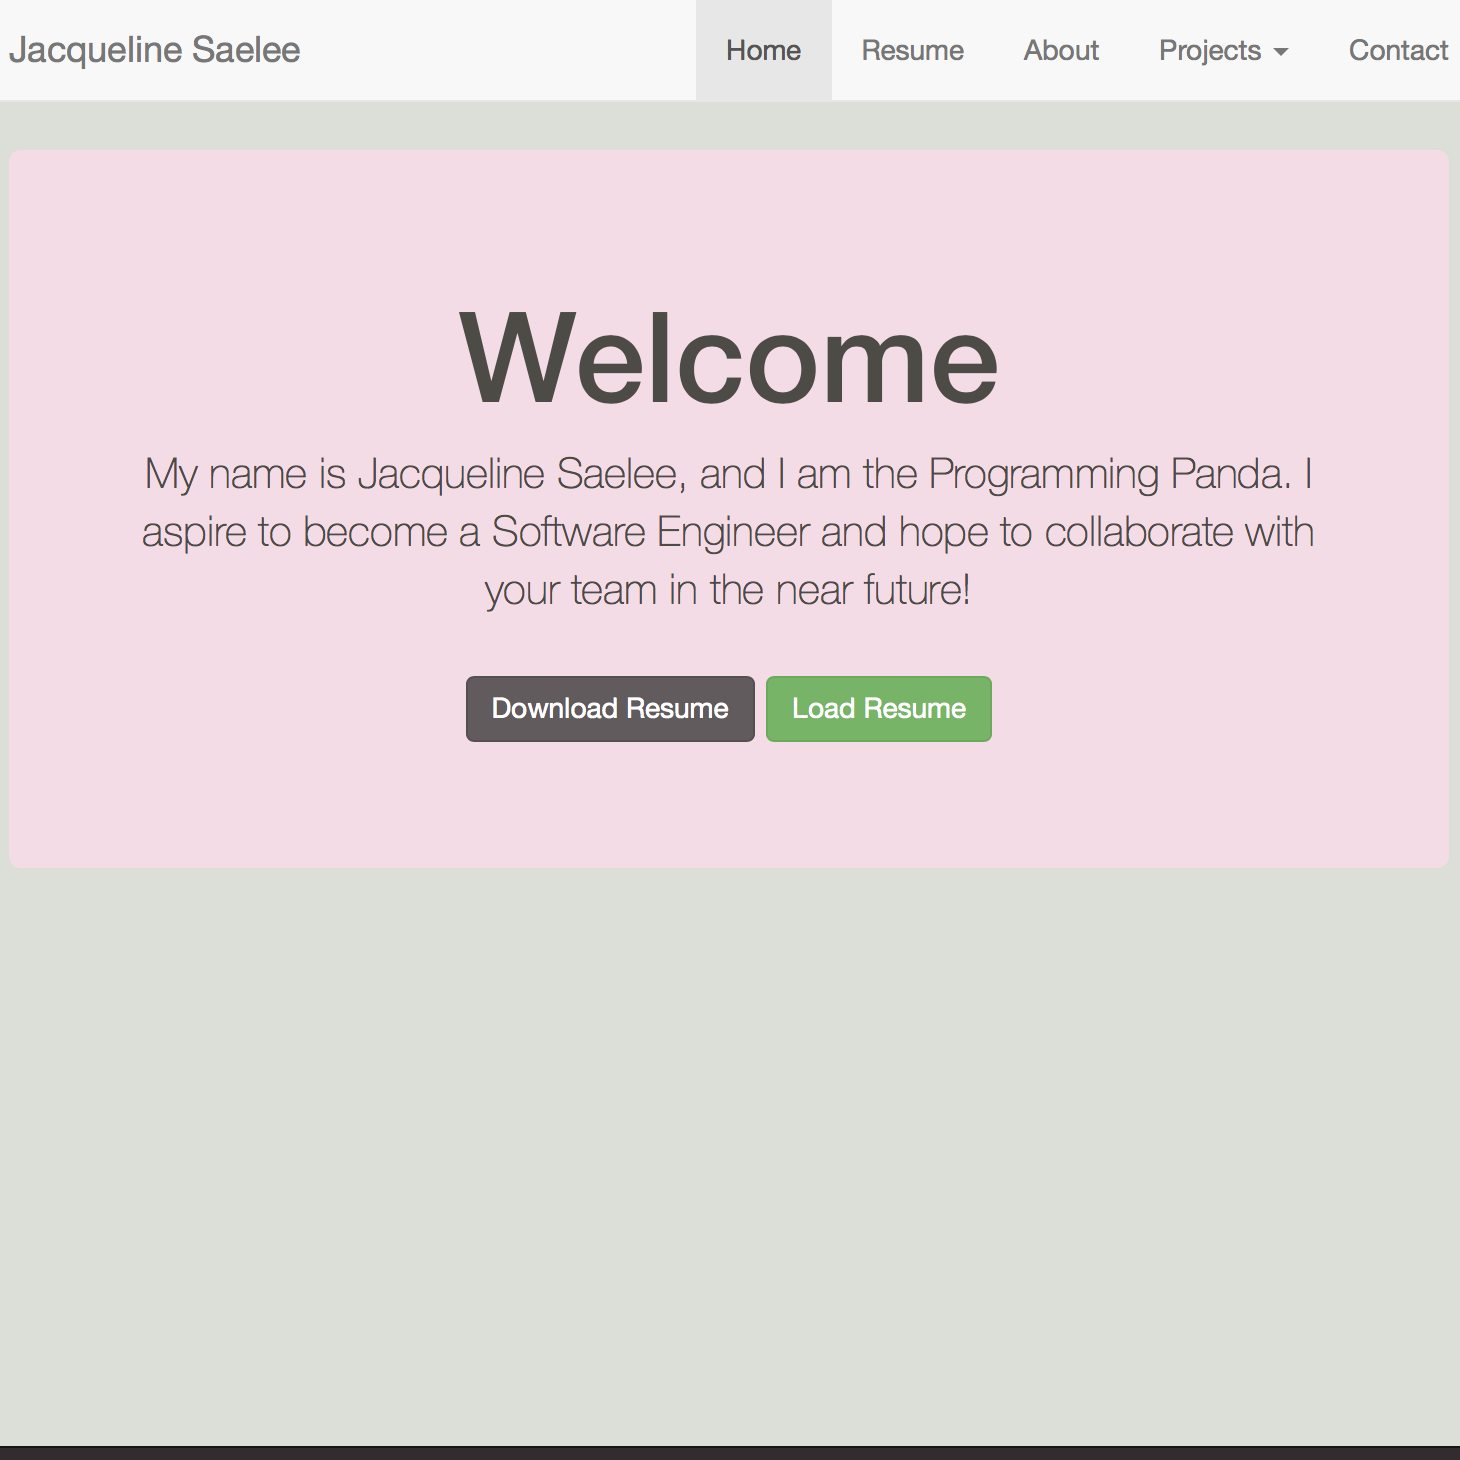 Jacqueline Saelee
Home Resume About Projects Contact
Welcome
My name is Jacqueline Saelee, and I am the Programming Panda. I
aspire to become a Software Engineer and hope to collaborate with
your team in the near future!
Download Resume Load Resume